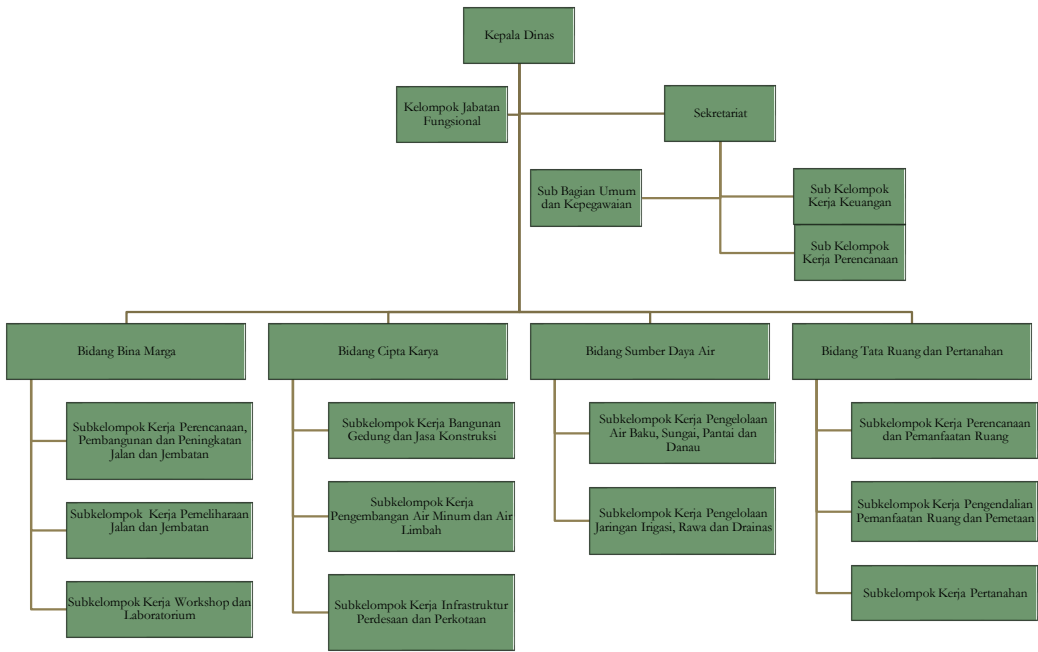 Kepala Dinas
Kelompok Jabatan
Fungsional
Sekretariat
Sub Bagian Umum
dan Kepegawaian
Sub Kelompok
Kerja Keuangan
Sub Kelompok
Kerja Perencanaan
Bidang Bina Marga
Subkelompok Kerja Perencanaan,
Pembangunan dan Peningkatan
Jalan dan Jembatan
Subkelompok Kerja Pemeliharaan
Jalan dan Jembatan
Subkelompok Kerja Workshop dan
Laboratorium
Bidang Cipta Karya
Subkelompok Kerja Bangunan
Gedung dan Jasa Konstruksi
Subkelompok Kerja
Pengembangan Air Minum dan Air
Limbah
Subkelompok Kerja Infrastruktur
Perdesaan dan Perkotaan
Bidang Sumber Daya Air
Subkelompok Kerja Pengelolaan
Air Baku, Sungai, Pantai dan
Danau
Subkelompok Kerja Pengelolaan
Jaringan Irigasi, Rawa dan Drainas
Bidang Tata Ruang dan Pertanahan
Subkelompok Kerja Perencanaan
dan Pemanfaatan Ruang
Subkelompok Kerja Pengendalian
Pemanfaatan Ruang dan Pemetaan
Subkelompok Kerja Pertanahan